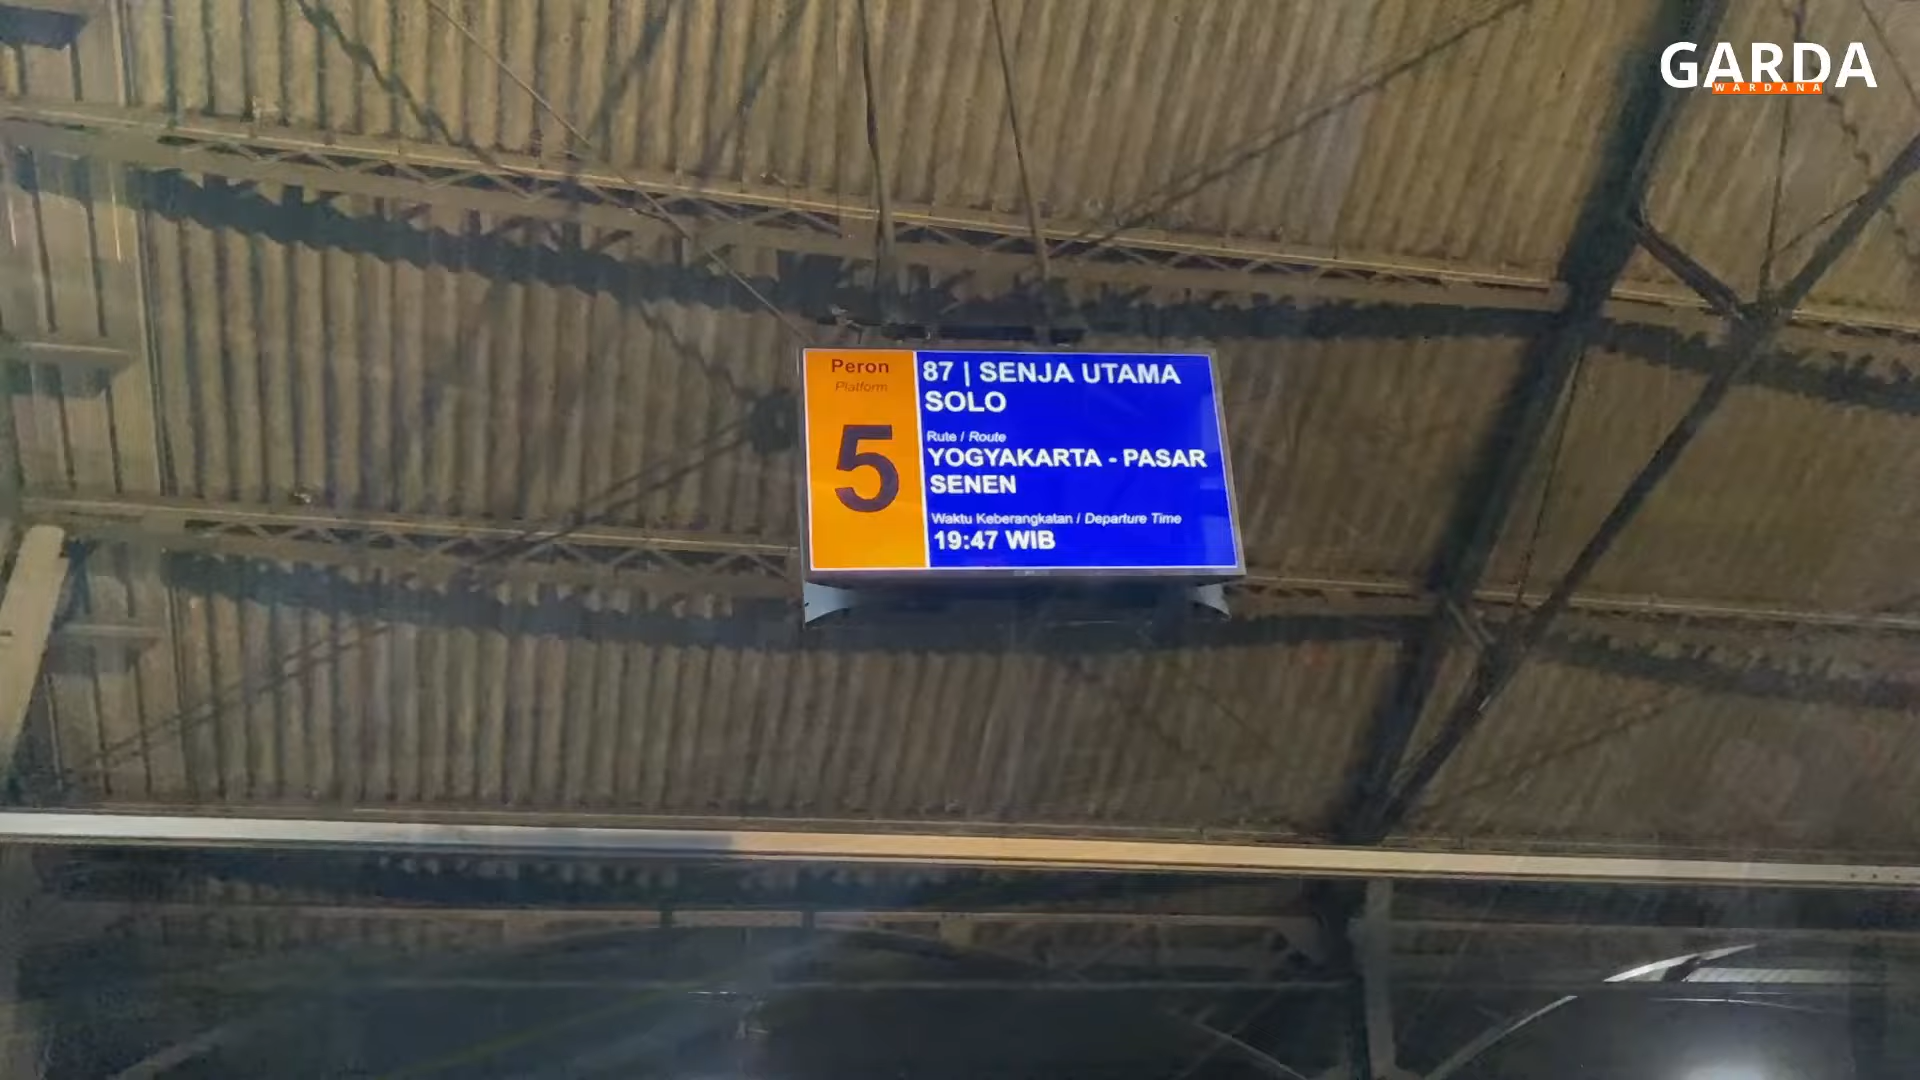 GARDA
WARDANA
Peron
Platform
5
87 | SENJA UTAMA
SOLO
Rute / Route
YOGYAKARTA - PASAR
SENEN
Waktu Keberangkatan / Departure Time
19:47 WIB